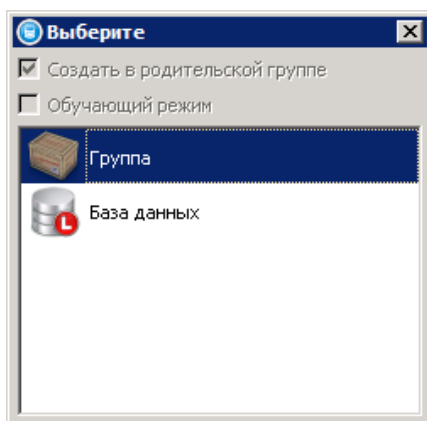 Выберите
Создать в родительской группе
Обучающий режим
Группа
База данных
L